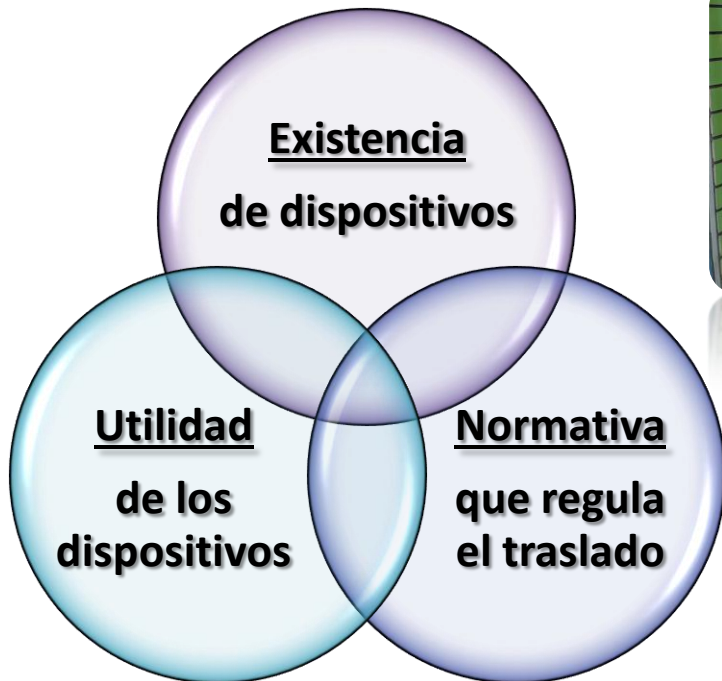 Existencia
de dispositivos
Utilidad
de los
dispositivos
Normativa
que regula
el traslado